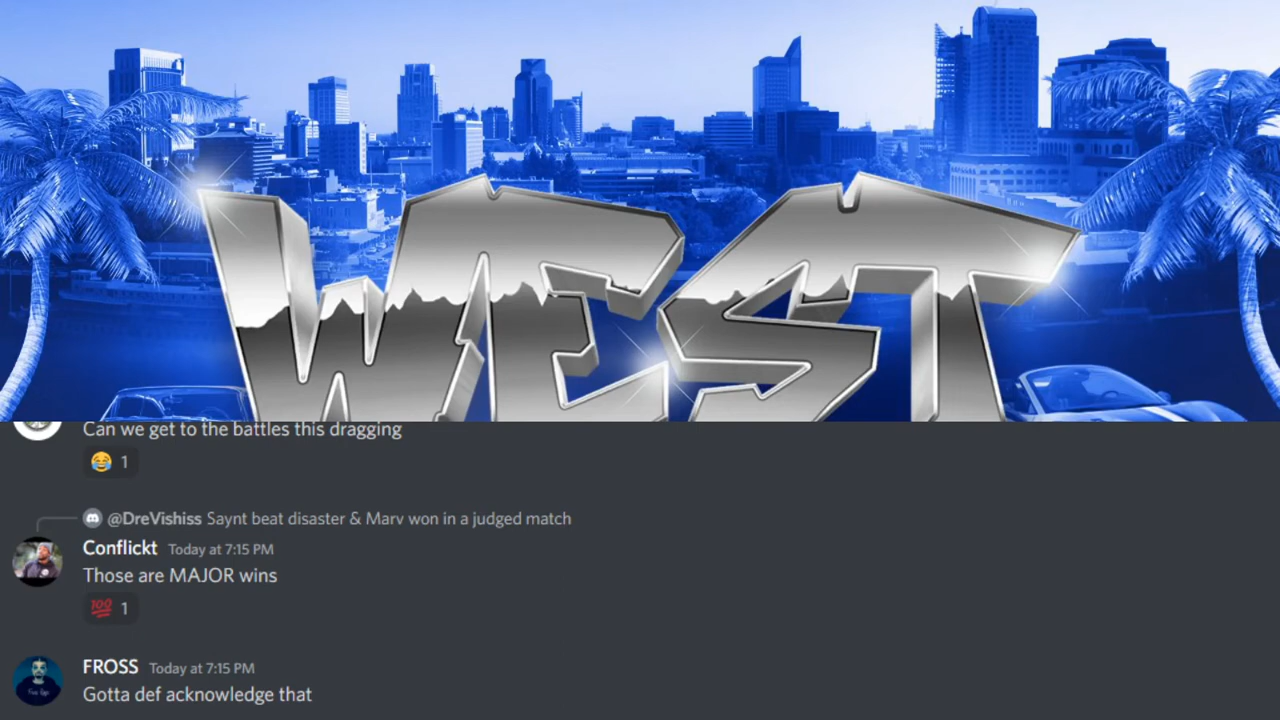 WEST
Can we get to the battles this dragging
😂 1
@DreVishiss Saynt beat disaster & Marv won in a judged match
Conflickt Today at 7:15 PM
Those are MAJOR wins
💯 1
FROSS Today at 7:15 PM
Gotta def acknowledge that